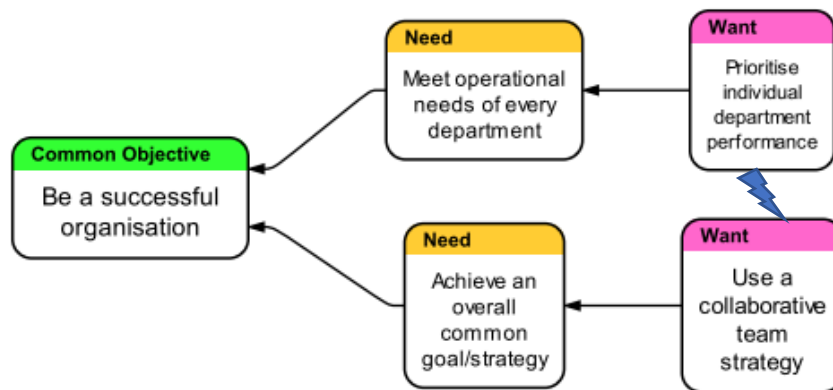 Need
Meet operational
needs of every
department
Want
Prioritise
individual
department
performance
Common Objective
Be a successful
organisation
Need
Achieve an
overall
common
goal/strategy
Want
Use a
collaborative
team
strategy